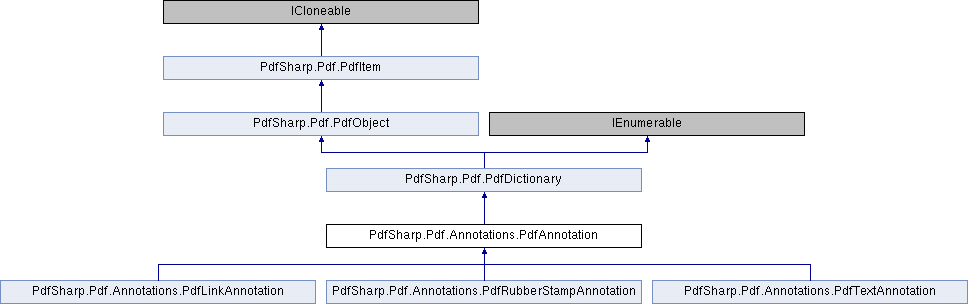 ICloneable
PdfSharp.Pdf.PdfItem
PdfSharp.Pdf.PdfObject
IEnumerable
PdfSharp.Pdf.PdfDictionary
PdfSharp.Pdf.Annotations.PdfAnnotation
PdfSharp.Pdf.Annotations.PdfLinkAnnotation
PdfSharp.Pdf.Annotations.PdfRubberStampAnnotation
PdfSharp.Pdf.Annotations.PdfTextAnnotation